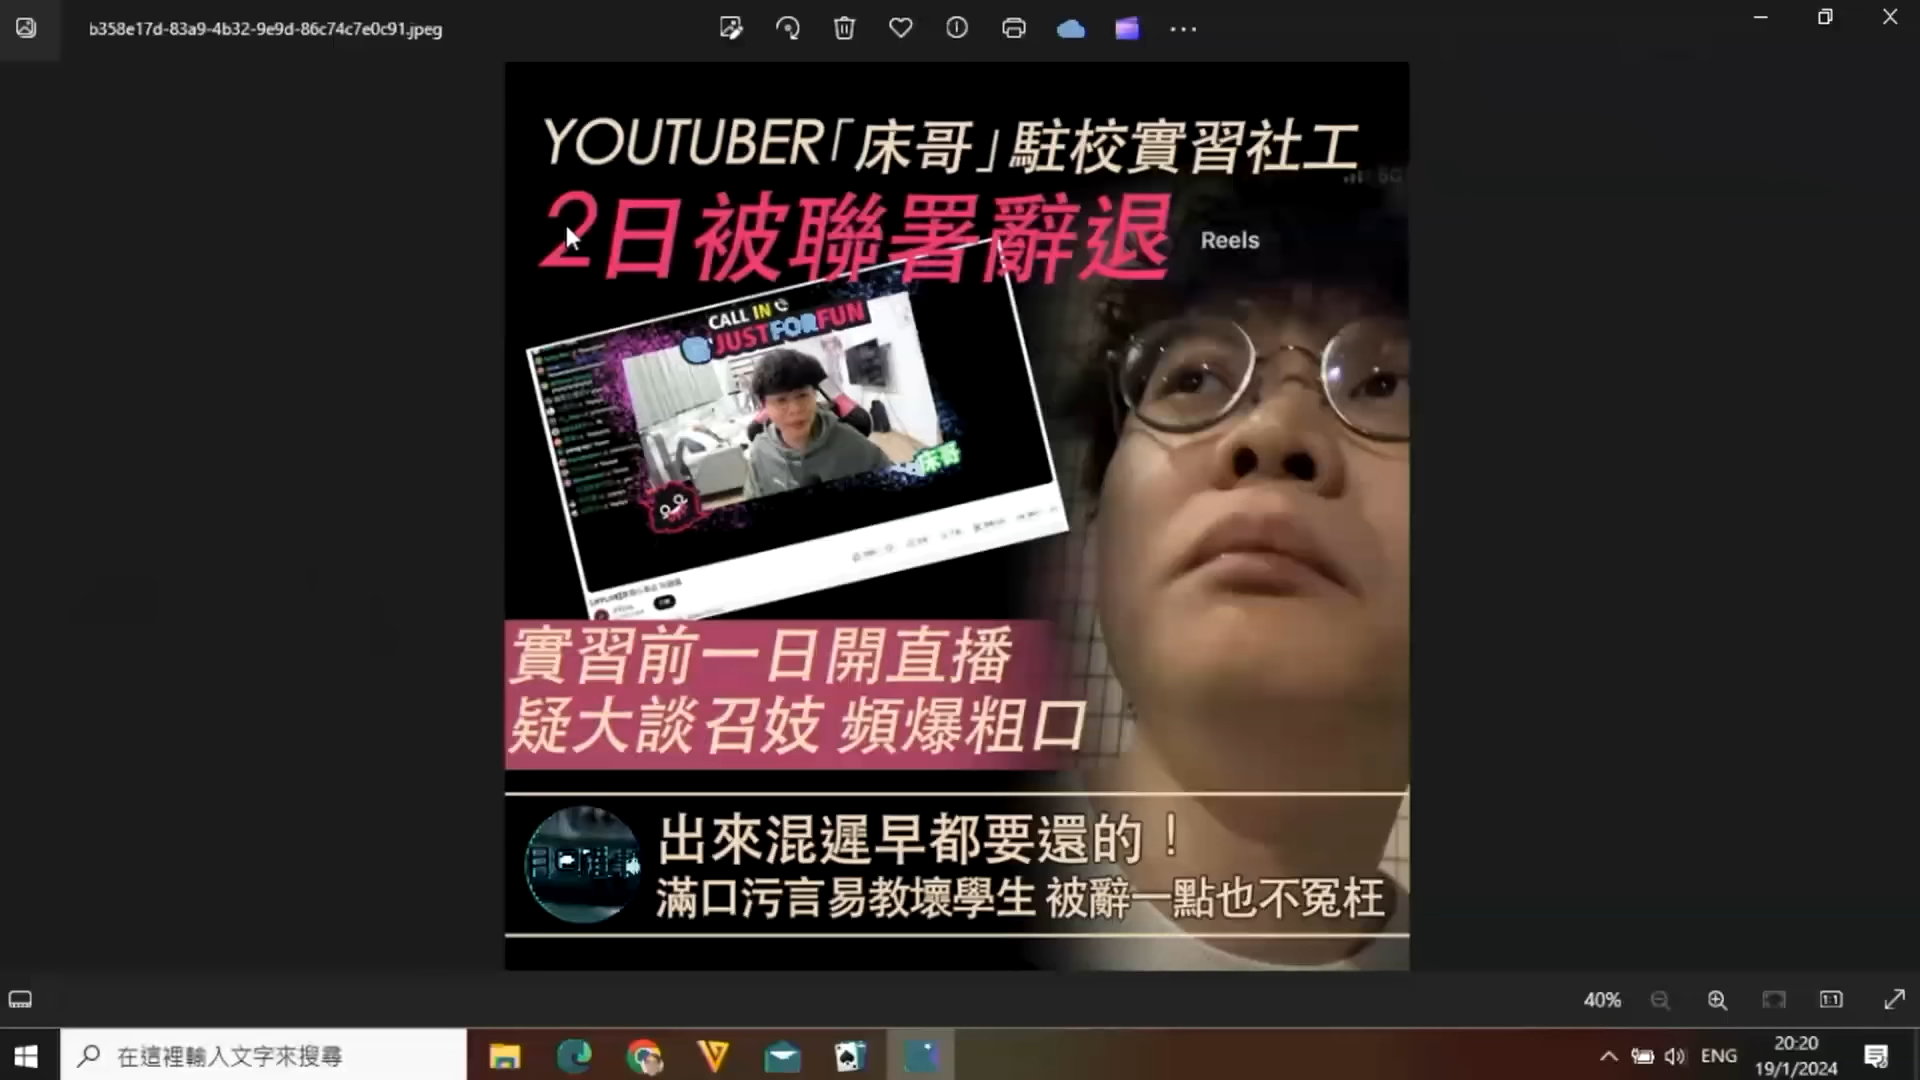 b358e17d-83a9-4b32-9e9d-86c74c7e0c91.jpeg
YOUTUBER「床哥」駐校實習社工
2日被聯署辭退
Reels
CALL IN
JUSTFORFUN
床哥
實習前一日開直播
疑大談召妓 頻爆粗口
出來混遲早都要還的！
滿口污言易教壞學生 被辭一點也不冤枉
40%
在這裡輸入文字來搜尋
ENG
20:20
19/1/2024